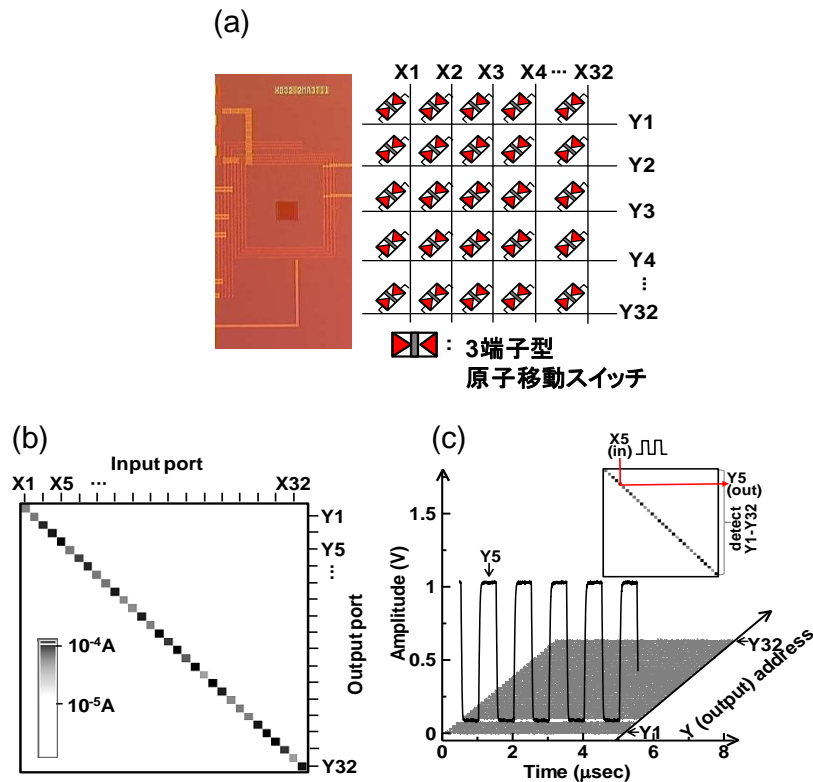 (a)
X1 X2 X3 X4 ··· X32
Y1
Y2
Y3
Y4
⋮
Y32
: 3端子型
原子移動スイッチ
(b)
Input port
X1 X5 ··· X32
Y1
Y5
⋮
Output port
Y32
10⁻⁴A
10⁻⁵A
(c)
X5
(in)
Y5
(out)
detect
Y1-Y32
Y5
1.5
1
0.5
0
Amplitude (V)
0 2 4 6 8
Time (μsec)
Y1
Y32
Y (output) address